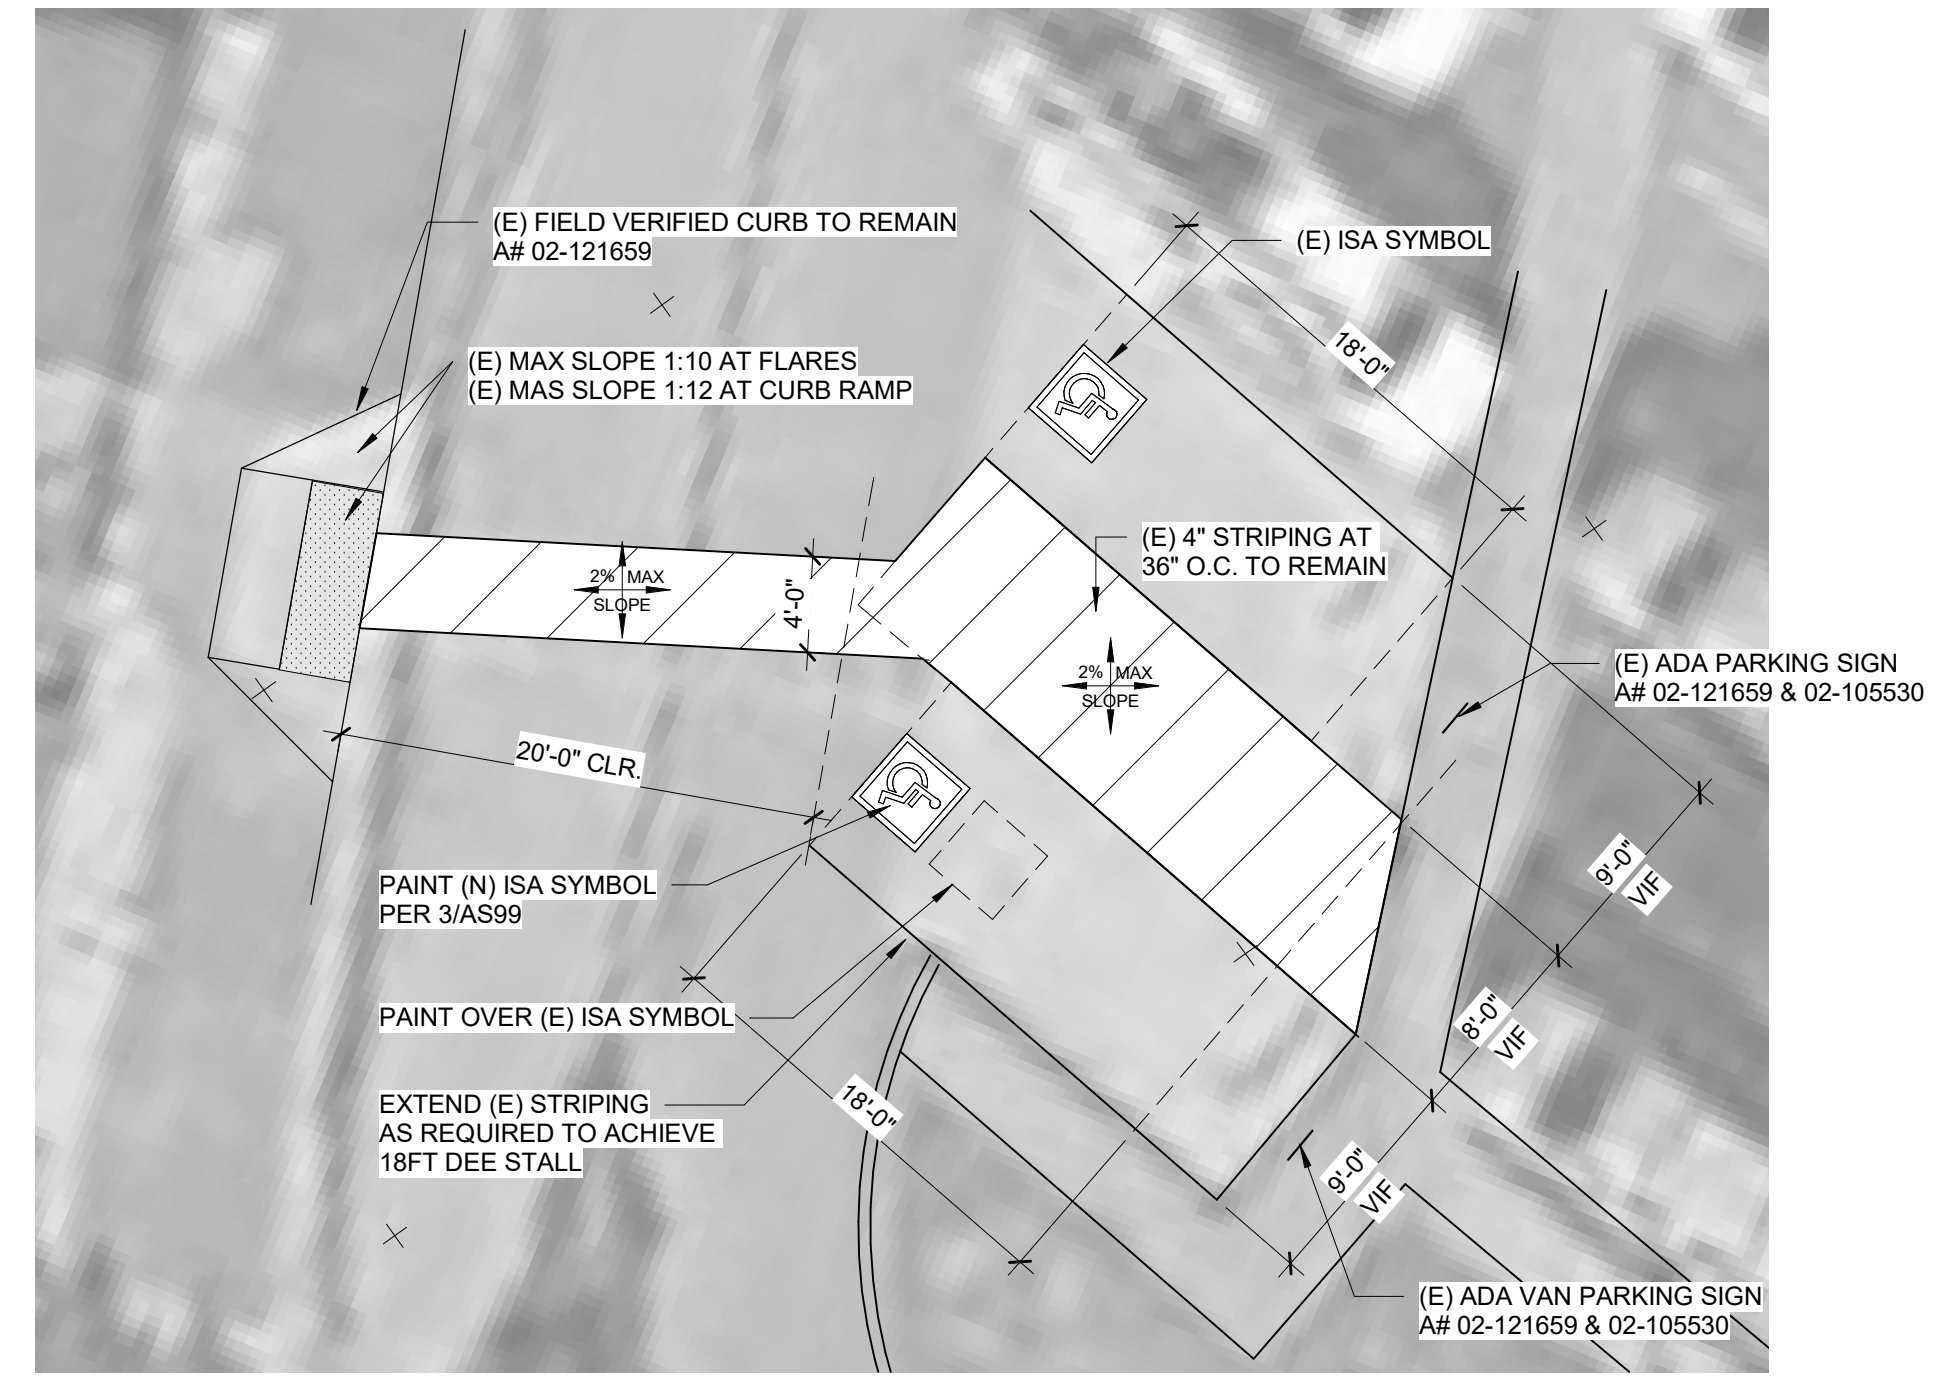 (E) FIELD VERIFIED CURB TO REMAIN
A# 02-121659
(E) ISA SYMBOL
18'-0"
(E) MAX SLOPE 1:10 AT FLARES
(E) MAS SLOPE 1:12 AT CURB RAMP
(E) 4" STRIPING AT
36" O.C. TO REMAIN
2% MAX
SLOPE
4'-0"
(E) ADA PARKING SIGN
A# 02-121659 & 02-105530
2% MAX
SLOPE
20'-0" CLR.
9'-0"
VIF
PAINT (N) ISA SYMBOL
PER 3/AS99
8'-0"
VIF
PAINT OVER (E) ISA SYMBOL
18'-0"
EXTEND (E) STRIPING
AS REQUIRED TO ACHIEVE
18FT DEE STALL
9'-0"
VIF
(E) ADA VAN PARKING SIGN
A# 02-121659 & 02-105530